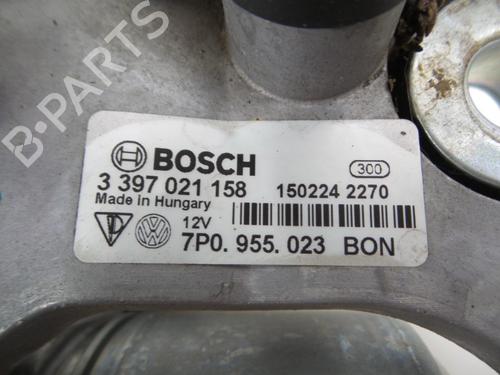 BOSCH
300
3 397 021 158 150224 2270
Made in Hungary
12V
7P0. 955. 023 BON
B-PARTS